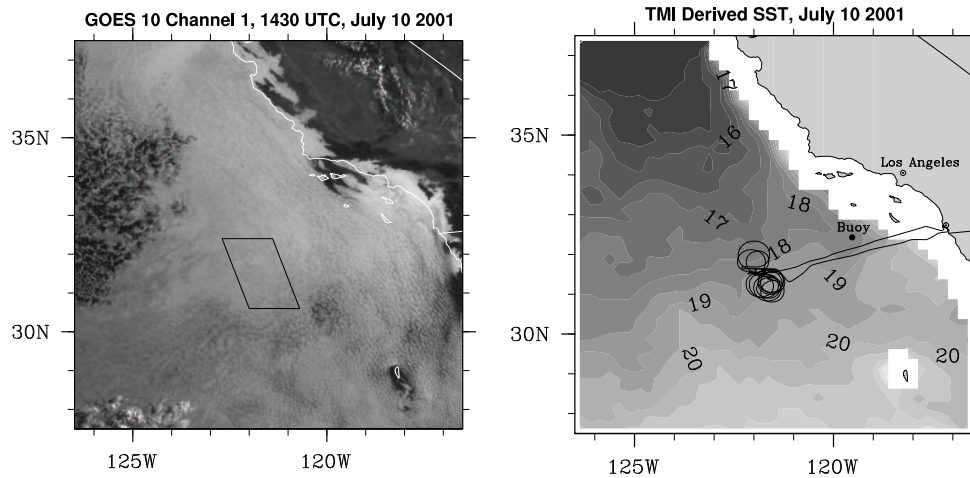 GOES 10 Channel 1, 1430 UTC, July 10 2001
35N
30N
125W
120W
TMI Derived SST, July 10 2001
17
16
Los Angeles
18
17
Buoy
18
19
19
20
20
20
35N
30N
125W
120W